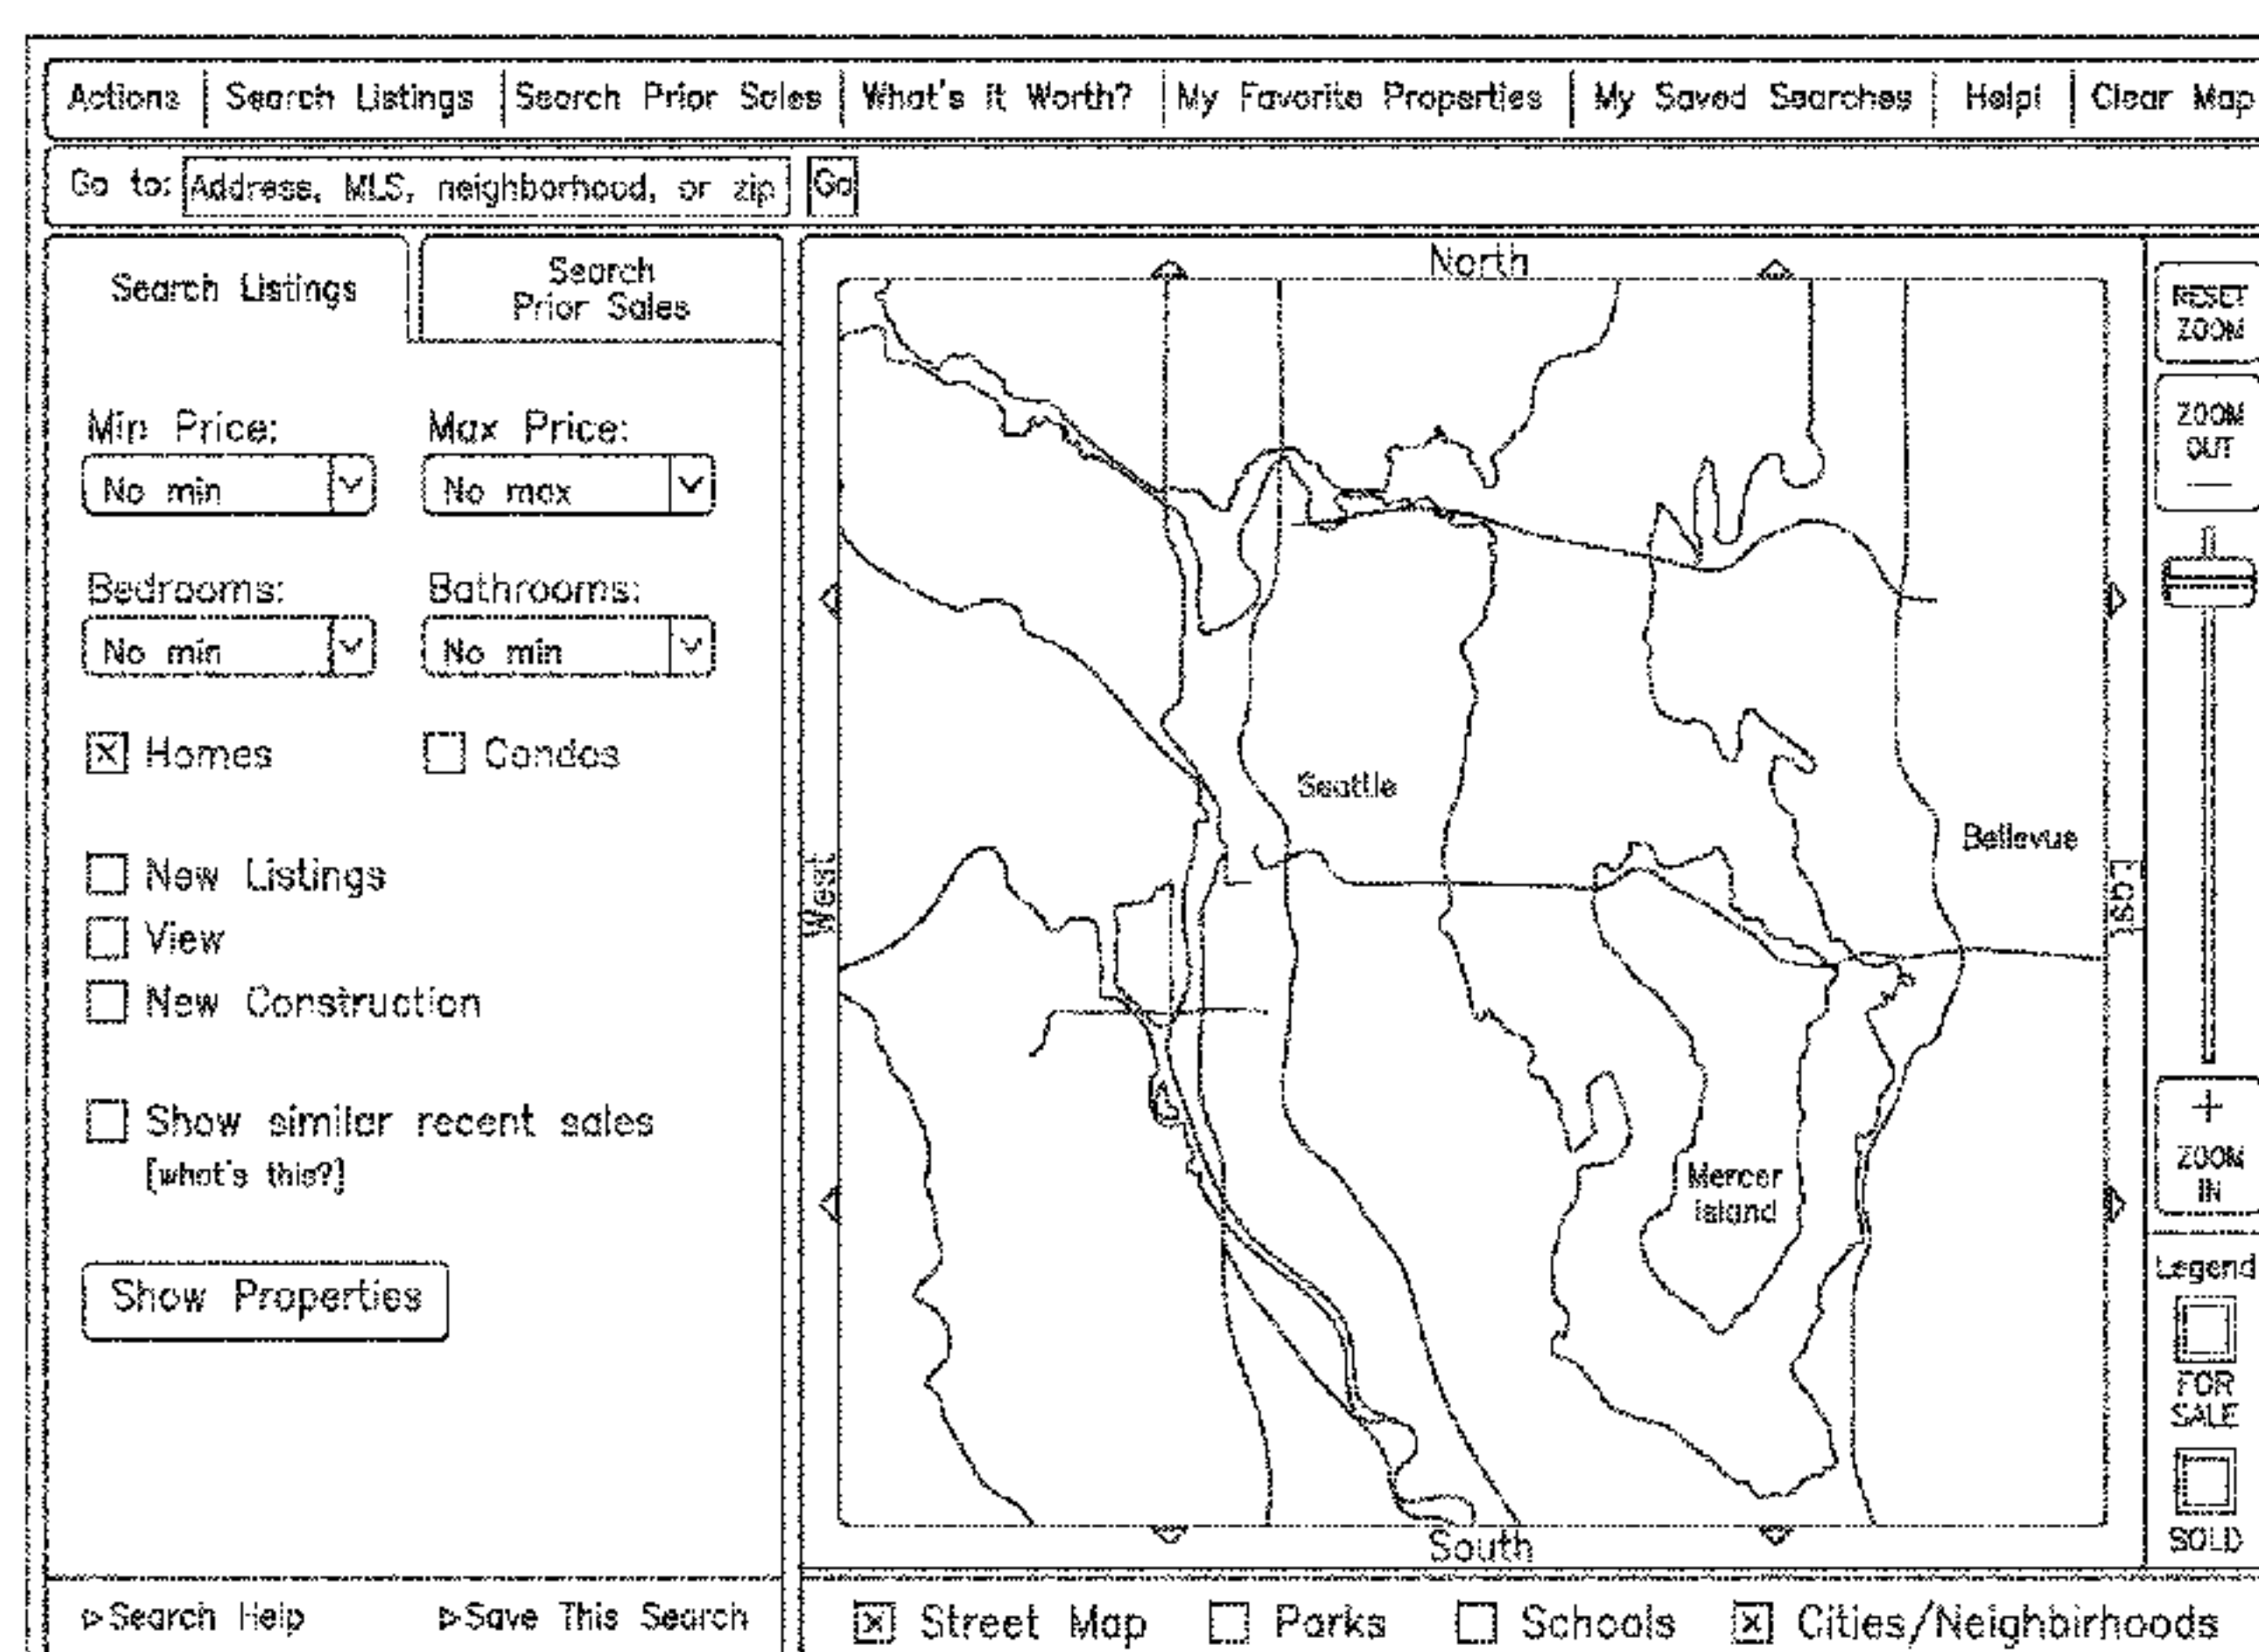 Actions | Search Listings | Search Prior Sales | What's it Worth? | My Favorite Properties | My Saved Searches | Help! | Clear Map
Go to: Address, MLS, neighborhood, or zip Go
Search Listings
Search
Prior Sales
Min Price: Max Price:
No min No max
Bedrooms: Bathrooms:
No min No min
Homes Condos
New Listings
View
New Construction
Show similar recent sales
[what's this?]
Show Properties
▷Search Help ▷Save This Search
North
West
Seattle
Bellevue
Mercer
Island
East
South
RESET
ZOOM
ZOOM
OUT
—
+
ZOOM
IN
Legend
FOR
SALE
SOLD
Street Map Parks Schools Cities/Neighbirhoods